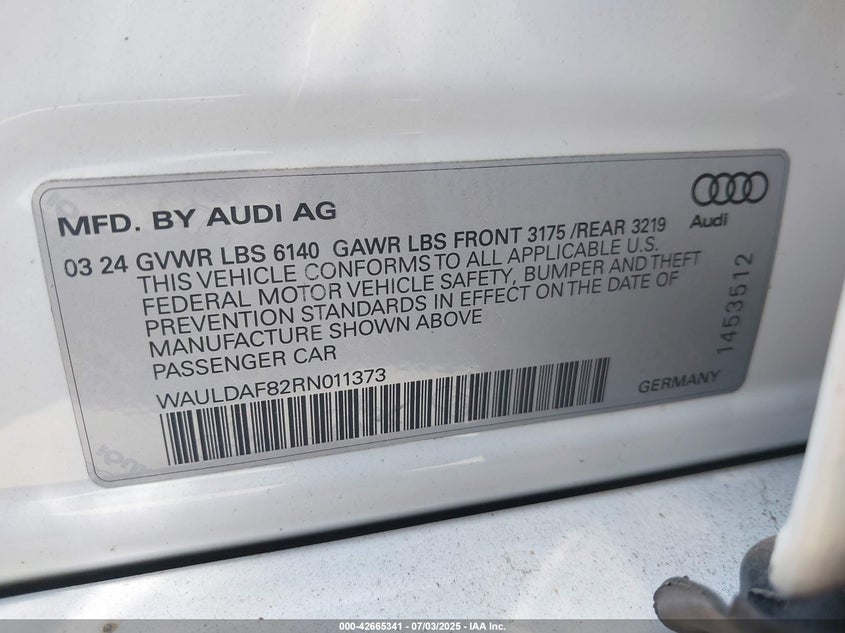 MFD. BY AUDI AG
Audi
03 24 GVWR LBS 6140 GAWR LBS FRONT 3175 /REAR 3219
THIS VEHICLE CONFORMS TO ALL APPLICABLE U.S.
FEDERAL MOTOR VEHICLE SAFETY, BUMPER AND THEFT
PREVENTION STANDARDS IN EFFECT ON THE DATE OF
MANUFACTURE SHOWN ABOVE
PASSENGER CAR
WAULDAF82RN011373
GERMANY
1453512
000-42665341 | 07/03/2025 | IAA Inc.